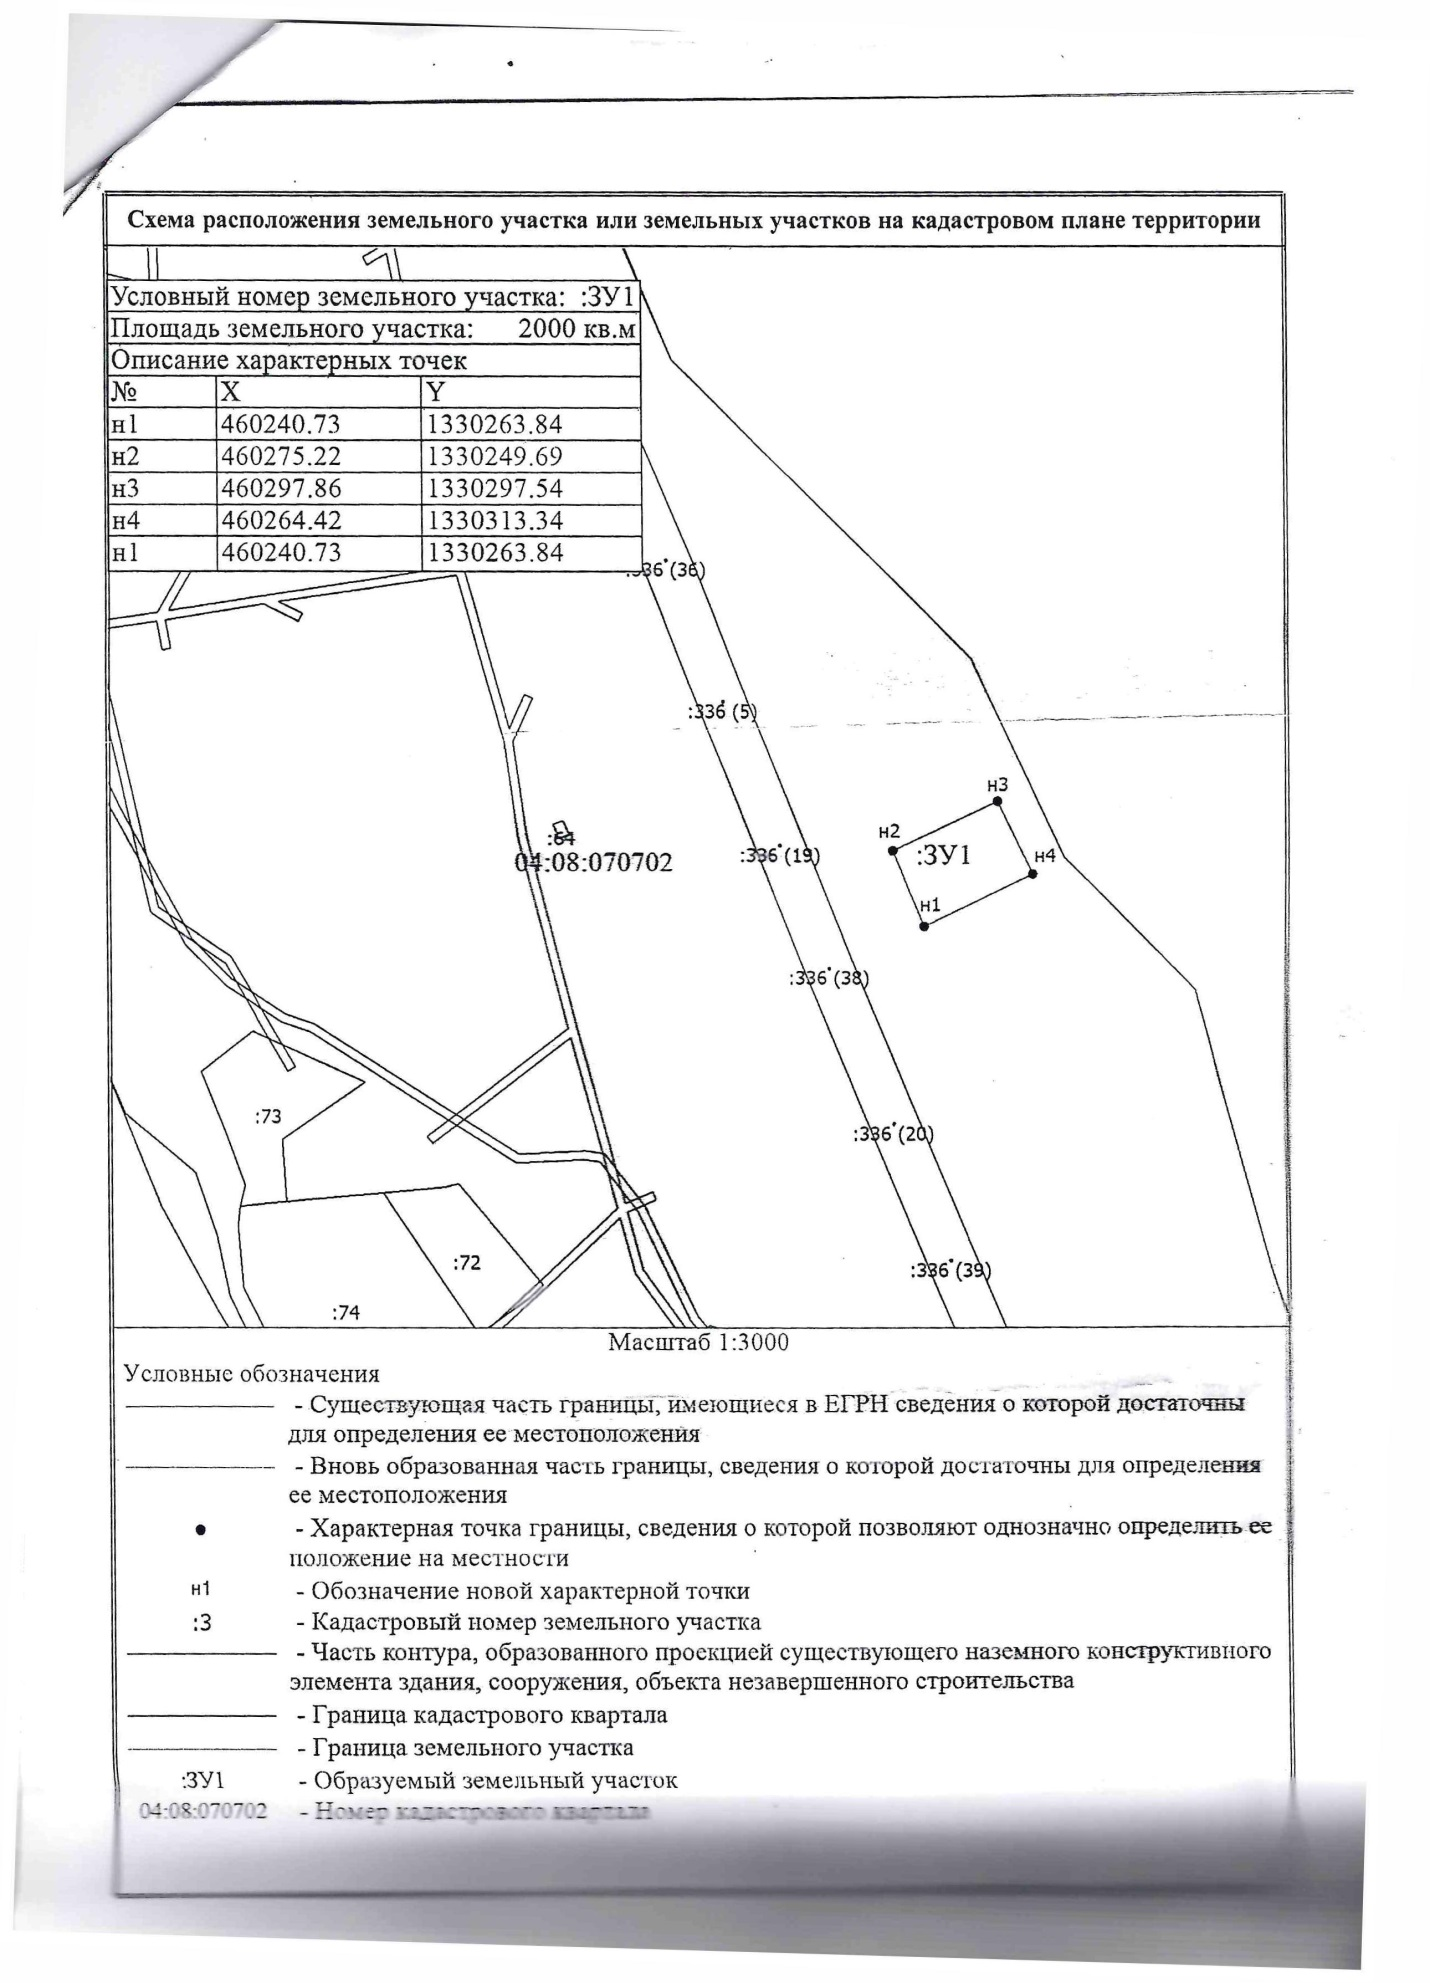 Схема расположения земельного участка или земельных участков на кадастровом плане территории
Условный номер земельного участка: :ЗУ1
Площадь земельного участка: 2000 кв.м
Описание характерных точек
№ X Y
н1 460240.73 1330263.84
н2 460275.22 1330249.69
н3 460297.86 1330297.54
н4 460264.42 1330313.34
н1 460240.73 1330263.84
:336 (36)
:336 (5)
н3
н2
:64
:336 (19)
:ЗУ1
н4
04:08:070702
н1
:336 (38)
:73
:336 (20)
:72
:336 (39)
:74
Масштаб 1:3000
Условные обозначения
- Существующая часть границы, имеющиеся в ЕГРН сведения о которой достаточны
для определения ее местоположения
- Вновь образованная часть границы, сведения о которой достаточны для определения
ее местоположения
- Характерная точка границы, сведения о которой позволяют однозначно определить ее
положение на местности
н1 - Обозначение новой характерной точки
:3 - Кадастровый номер земельного участка
- Часть контура, образованного проекцией существующего наземного конструктивного
элемента здания, сооружения, объекта незавершенного строительства
- Граница кадастрового квартала
- Граница земельного участка
:ЗУ1 - Образуемый земельный участок
04:08:070702 - Номер кадастрового квартала